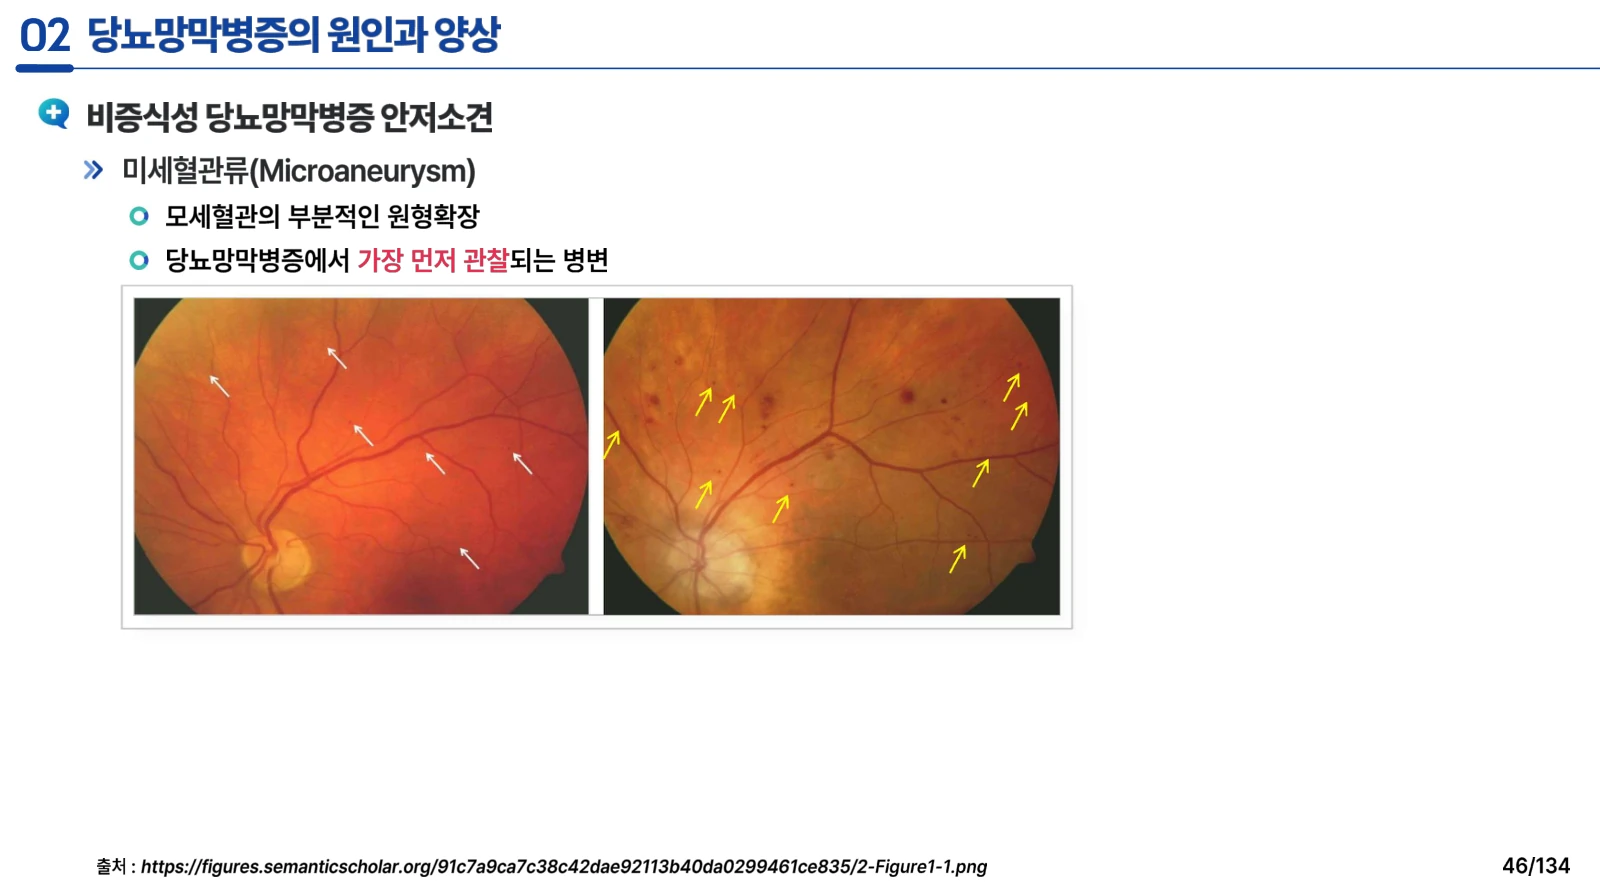 02 당뇨망막병증의 원인과 양상
비증식성 당뇨망막병증 안저소견
미세혈관류(Microaneurysm)
모세혈관의 부분적인 원형확장
당뇨망막병증에서 가장 먼저 관찰되는 병변
출처 : https://figures.semanticscholar.org/91c7a9ca7c38c42dae92113b40da0299461ce835/2-Figure1-1.png
46/134